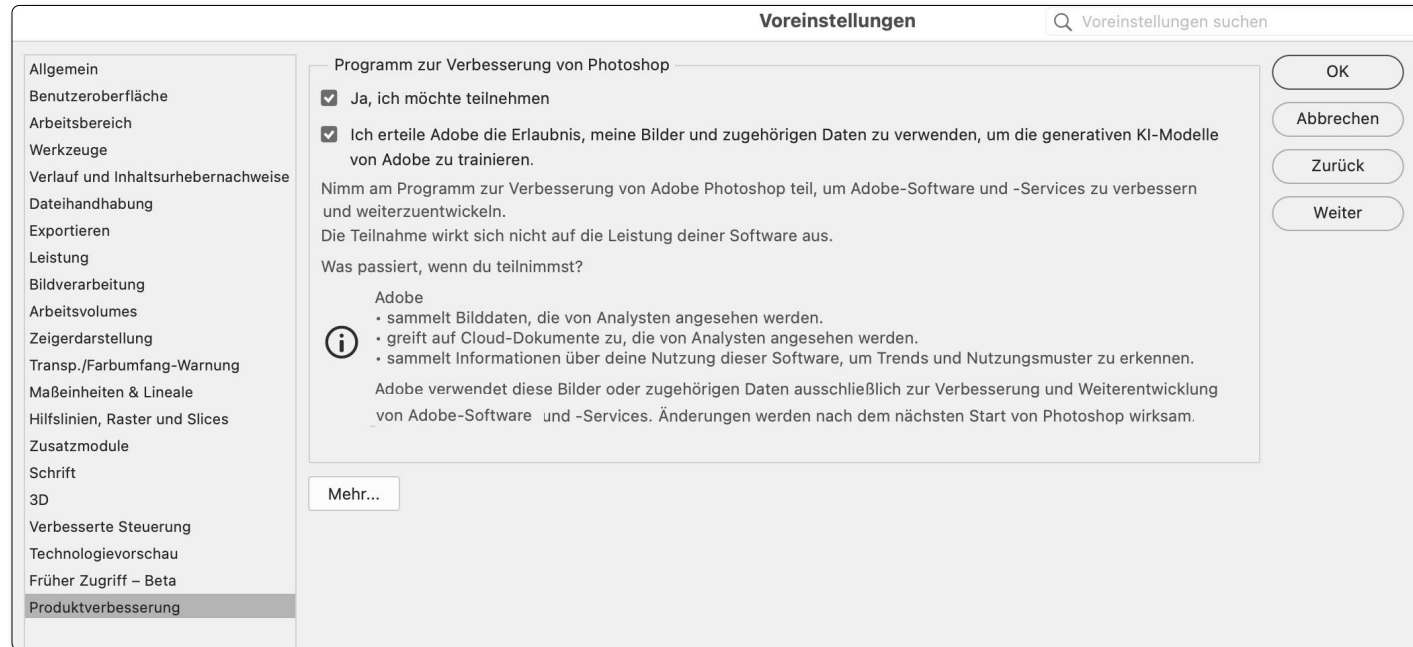 Voreinstellungen
Voreinstellungen suchen
Allgemein
Benutzeroberfläche
Arbeitsbereich
Werkzeuge
Verlauf und Inhaltsurhebernachweise
Dateihandhabung
Exportieren
Leistung
Bildverarbeitung
Arbeitsvolumes
Zeigerdarstellung
Transp./Farbumfang-Warnung
Maßeinheiten & Lineale
Hilfslinien, Raster und Slices
Zusatzmodule
Schrift
3D
Verbesserte Steuerung
Technologievorschau
Früher Zugriff – Beta
Produktverbesserung
Programm zur Verbesserung von Photoshop
Ja, ich möchte teilnehmen
Ich erteile Adobe die Erlaubnis, meine Bilder und zugehörigen Daten zu verwenden, um die generativen KI-Modelle
von Adobe zu trainieren.
Nimm am Programm zur Verbesserung von Adobe Photoshop teil, um Adobe-Software und -Services zu verbessern
und weiterzuentwickeln.
Die Teilnahme wirkt sich nicht auf die Leistung deiner Software aus.
Was passiert, wenn du teilnimmst?
Adobe
• sammelt Bilddaten, die von Analysten angesehen werden.
• greift auf Cloud-Dokumente zu, die von Analysten angesehen werden.
• sammelt Informationen über deine Nutzung dieser Software, um Trends und Nutzungsmuster zu erkennen.
Adobe verwendet diese Bilder oder zugehörigen Daten ausschließlich zur Verbesserung und Weiterentwicklung
von Adobe-Software und -Services. Änderungen werden nach dem nächsten Start von Photoshop wirksam.
Mehr...
OK
Abbrechen
Zurück
Weiter